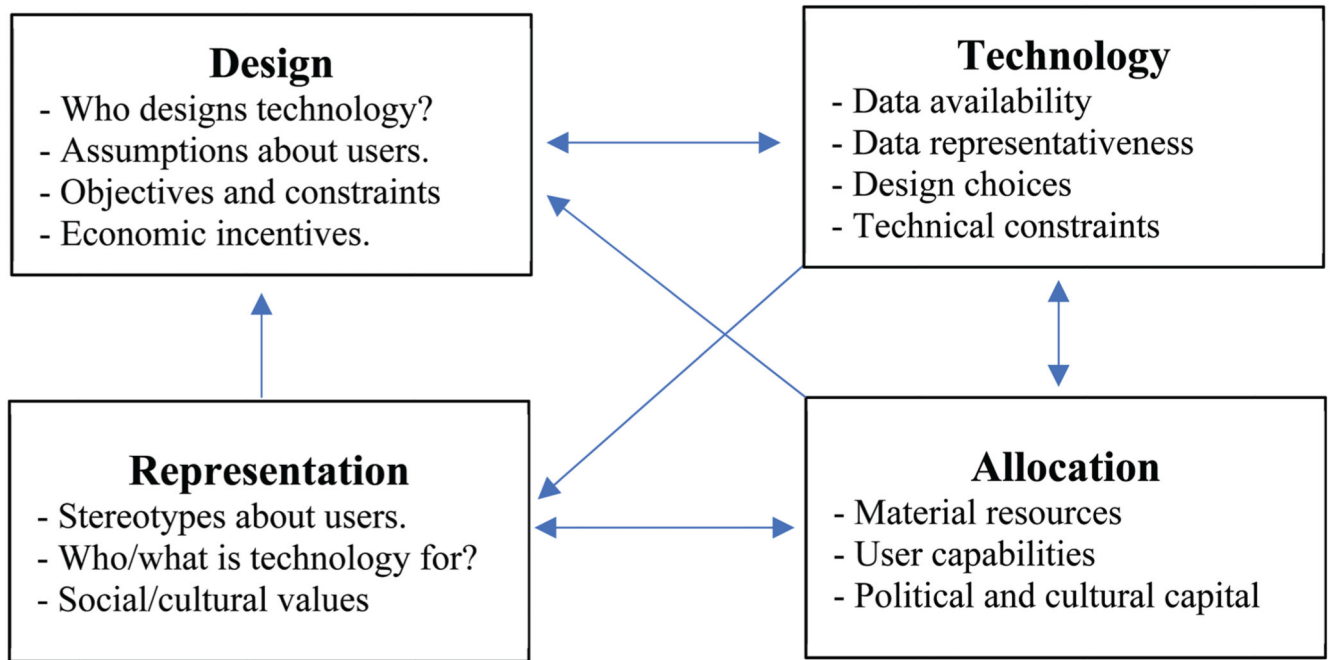 Design
- Who designs technology?
- Assumptions about users.
- Objectives and constraints
- Economic incentives.
Technology
- Data availability
- Data representativeness
- Design choices
- Technical constraints
Representation
- Stereotypes about users.
- Who/what is technology for?
- Social/cultural values
Allocation
- Material resources
- User capabilities
- Political and cultural capital